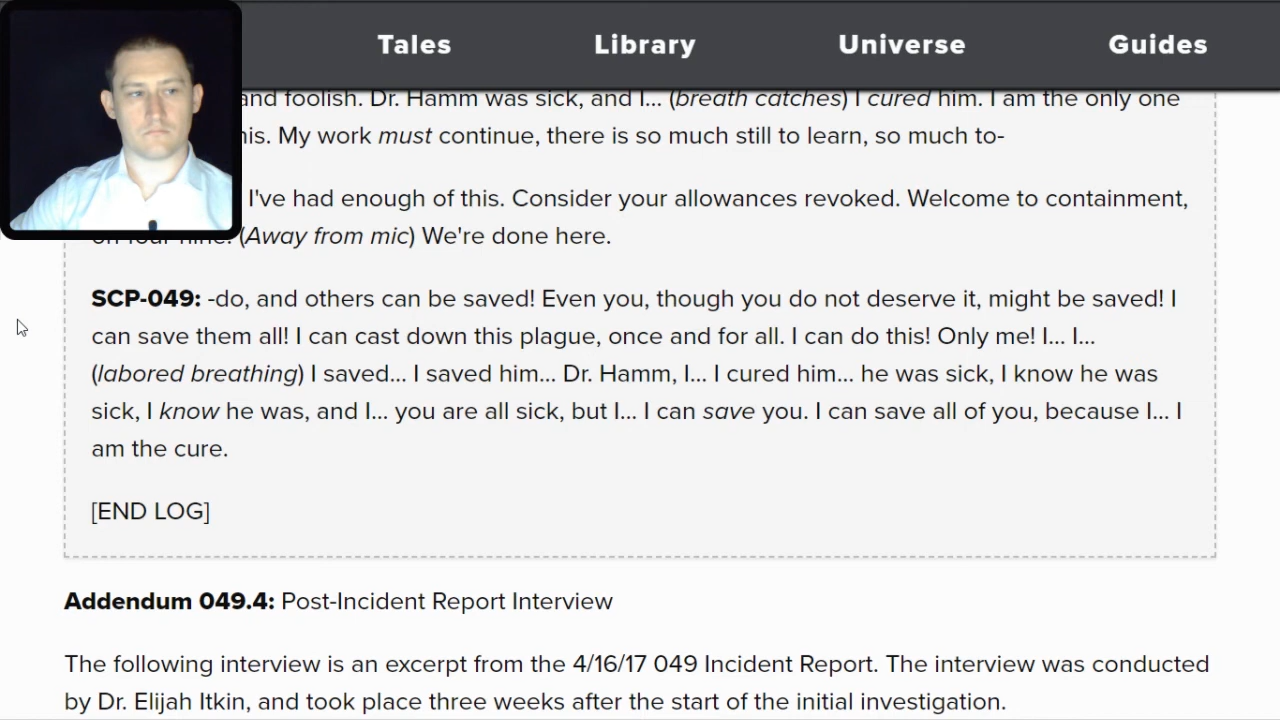 Tales Library Universe Guides
and foolish. Dr. Hamm was sick, and I... (breath catches) I cured him. I am the only one
his. My work must continue, there is so much still to learn, so much to-
I've had enough of this. Consider your allowances revoked. Welcome to containment,
(Away from mic) We're done here.
SCP-049: -do, and others can be saved! Even you, though you do not deserve it, might be saved! I
can save them all! I can cast down this plague, once and for all. I can do this! Only me! I... I...
(labored breathing) I saved... I saved him... Dr. Hamm, I... I cured him... he was sick, I know he was
sick, I know he was, and I... you are all sick, but I... I can save you. I can save all of you, because I... I
am the cure.
[END LOG]
Addendum 049.4: Post-Incident Report Interview
The following interview is an excerpt from the 4/16/17 049 Incident Report. The interview was conducted
by Dr. Elijah Itkin, and took place three weeks after the start of the initial investigation.